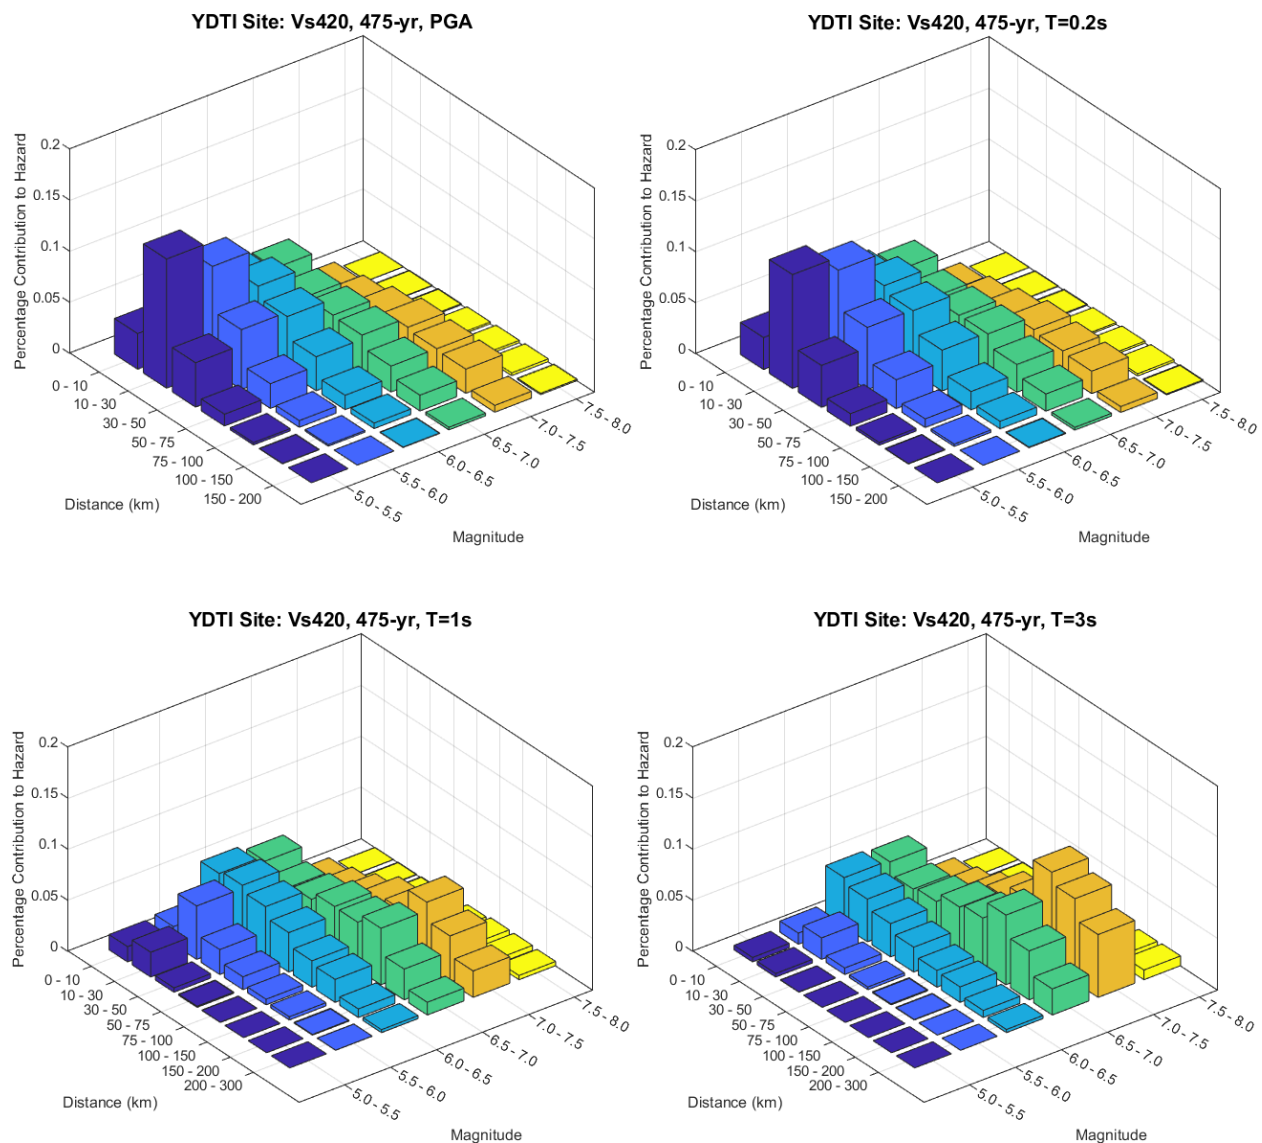 YDTI Site: Vs420, 475-yr, PGA
Percentage Contribution to Hazard
0.2
0.15
0.1
0.05
0
0 - 10
10 - 30
30 - 50
50 - 75
75 - 100
100 - 150
150 - 200
Distance (km)
5.0 - 5.5
5.5 - 6.0
6.0 - 6.5
6.5 - 7.0
7.0 - 7.5
7.5 - 8.0
Magnitude
YDTI Site: Vs420, 475-yr, T=0.2s
Percentage Contribution to Hazard
0.2
0.15
0.1
0.05
0
0 - 10
10 - 30
30 - 50
50 - 75
75 - 100
100 - 150
150 - 200
Distance (km)
5.0 - 5.5
5.5 - 6.0
6.0 - 6.5
6.5 - 7.0
7.0 - 7.5
7.5 - 8.0
Magnitude
YDTI Site: Vs420, 475-yr, T=1s
Percentage Contribution to Hazard
0.2
0.15
0.1
0.05
0
0 - 10
10 - 30
30 - 50
50 - 75
75 - 100
100 - 150
150 - 200
200 - 300
Distance (km)
5.0 - 5.5
5.5 - 6.0
6.0 - 6.5
6.5 - 7.0
7.0 - 7.5
7.5 - 8.0
Magnitude
YDTI Site: Vs420, 475-yr, T=3s
Percentage Contribution to Hazard
0.2
0.15
0.1
0.05
0
0 - 10
10 - 30
30 - 50
50 - 75
75 - 100
100 - 150
150 - 200
200 - 300
Distance (km)
5.0 - 5.5
5.5 - 6.0
6.0 - 6.5
6.5 - 7.0
7.0 - 7.5
7.5 - 8.0
Magnitude